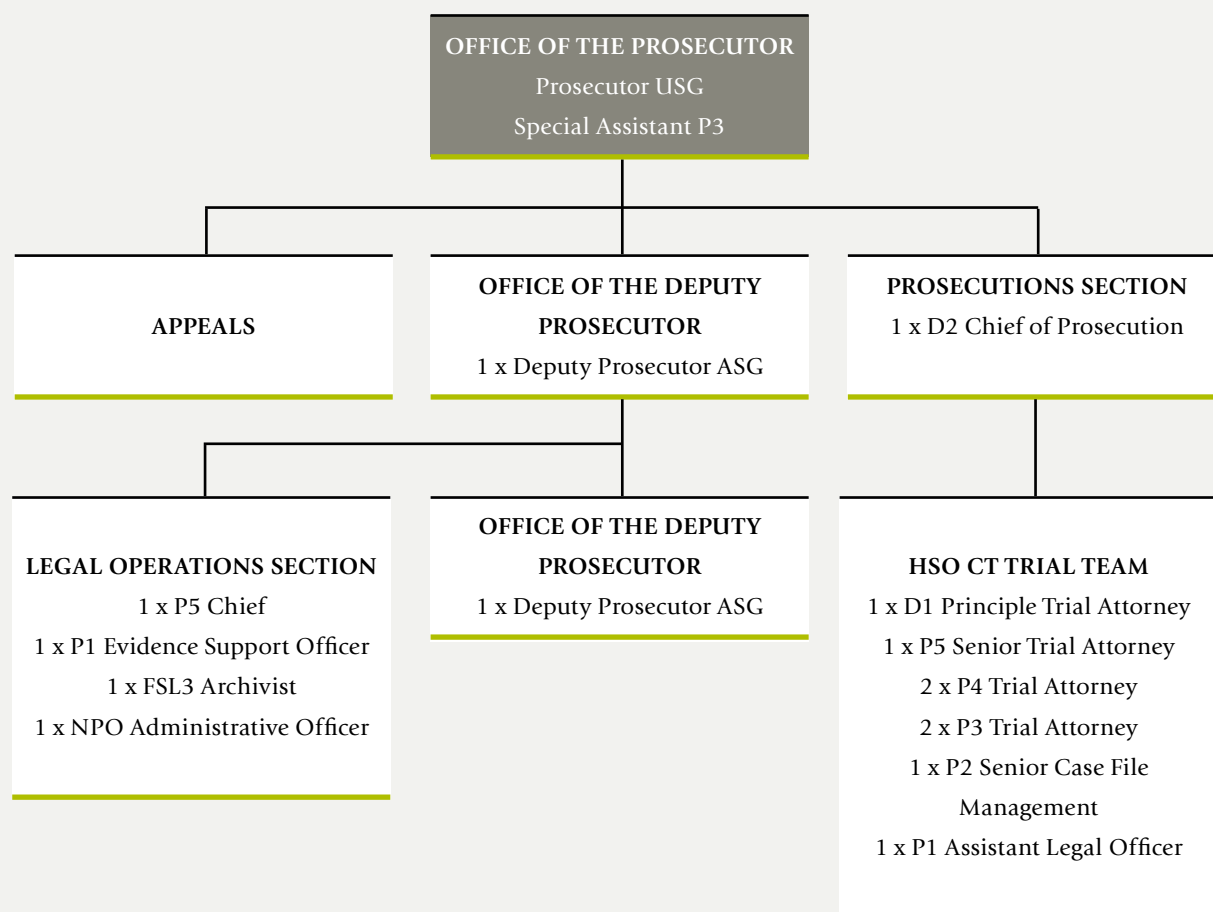 OFFICE OF THE PROSECUTOR
Prosecutor USG
Special Assistant P3
APPEALS
OFFICE OF THE DEPUTY
PROSECUTOR
1 x Deputy Prosecutor ASG
PROSECUTIONS SECTION
1 x D2 Chief of Prosecution
LEGAL OPERATIONS SECTION
1 x P5 Chief
1 x P1 Evidence Support Officer
1 x FSL3 Archivist
1 x NPO Administrative Officer
OFFICE OF THE DEPUTY
PROSECUTOR
1 x Deputy Prosecutor ASG
HSO CT TRIAL TEAM
1 x D1 Principle Trial Attorney
1 x P5 Senior Trial Attorney
2 x P4 Trial Attorney
2 x P3 Trial Attorney
1 x P2 Senior Case File
Management
1 x P1 Assistant Legal Officer